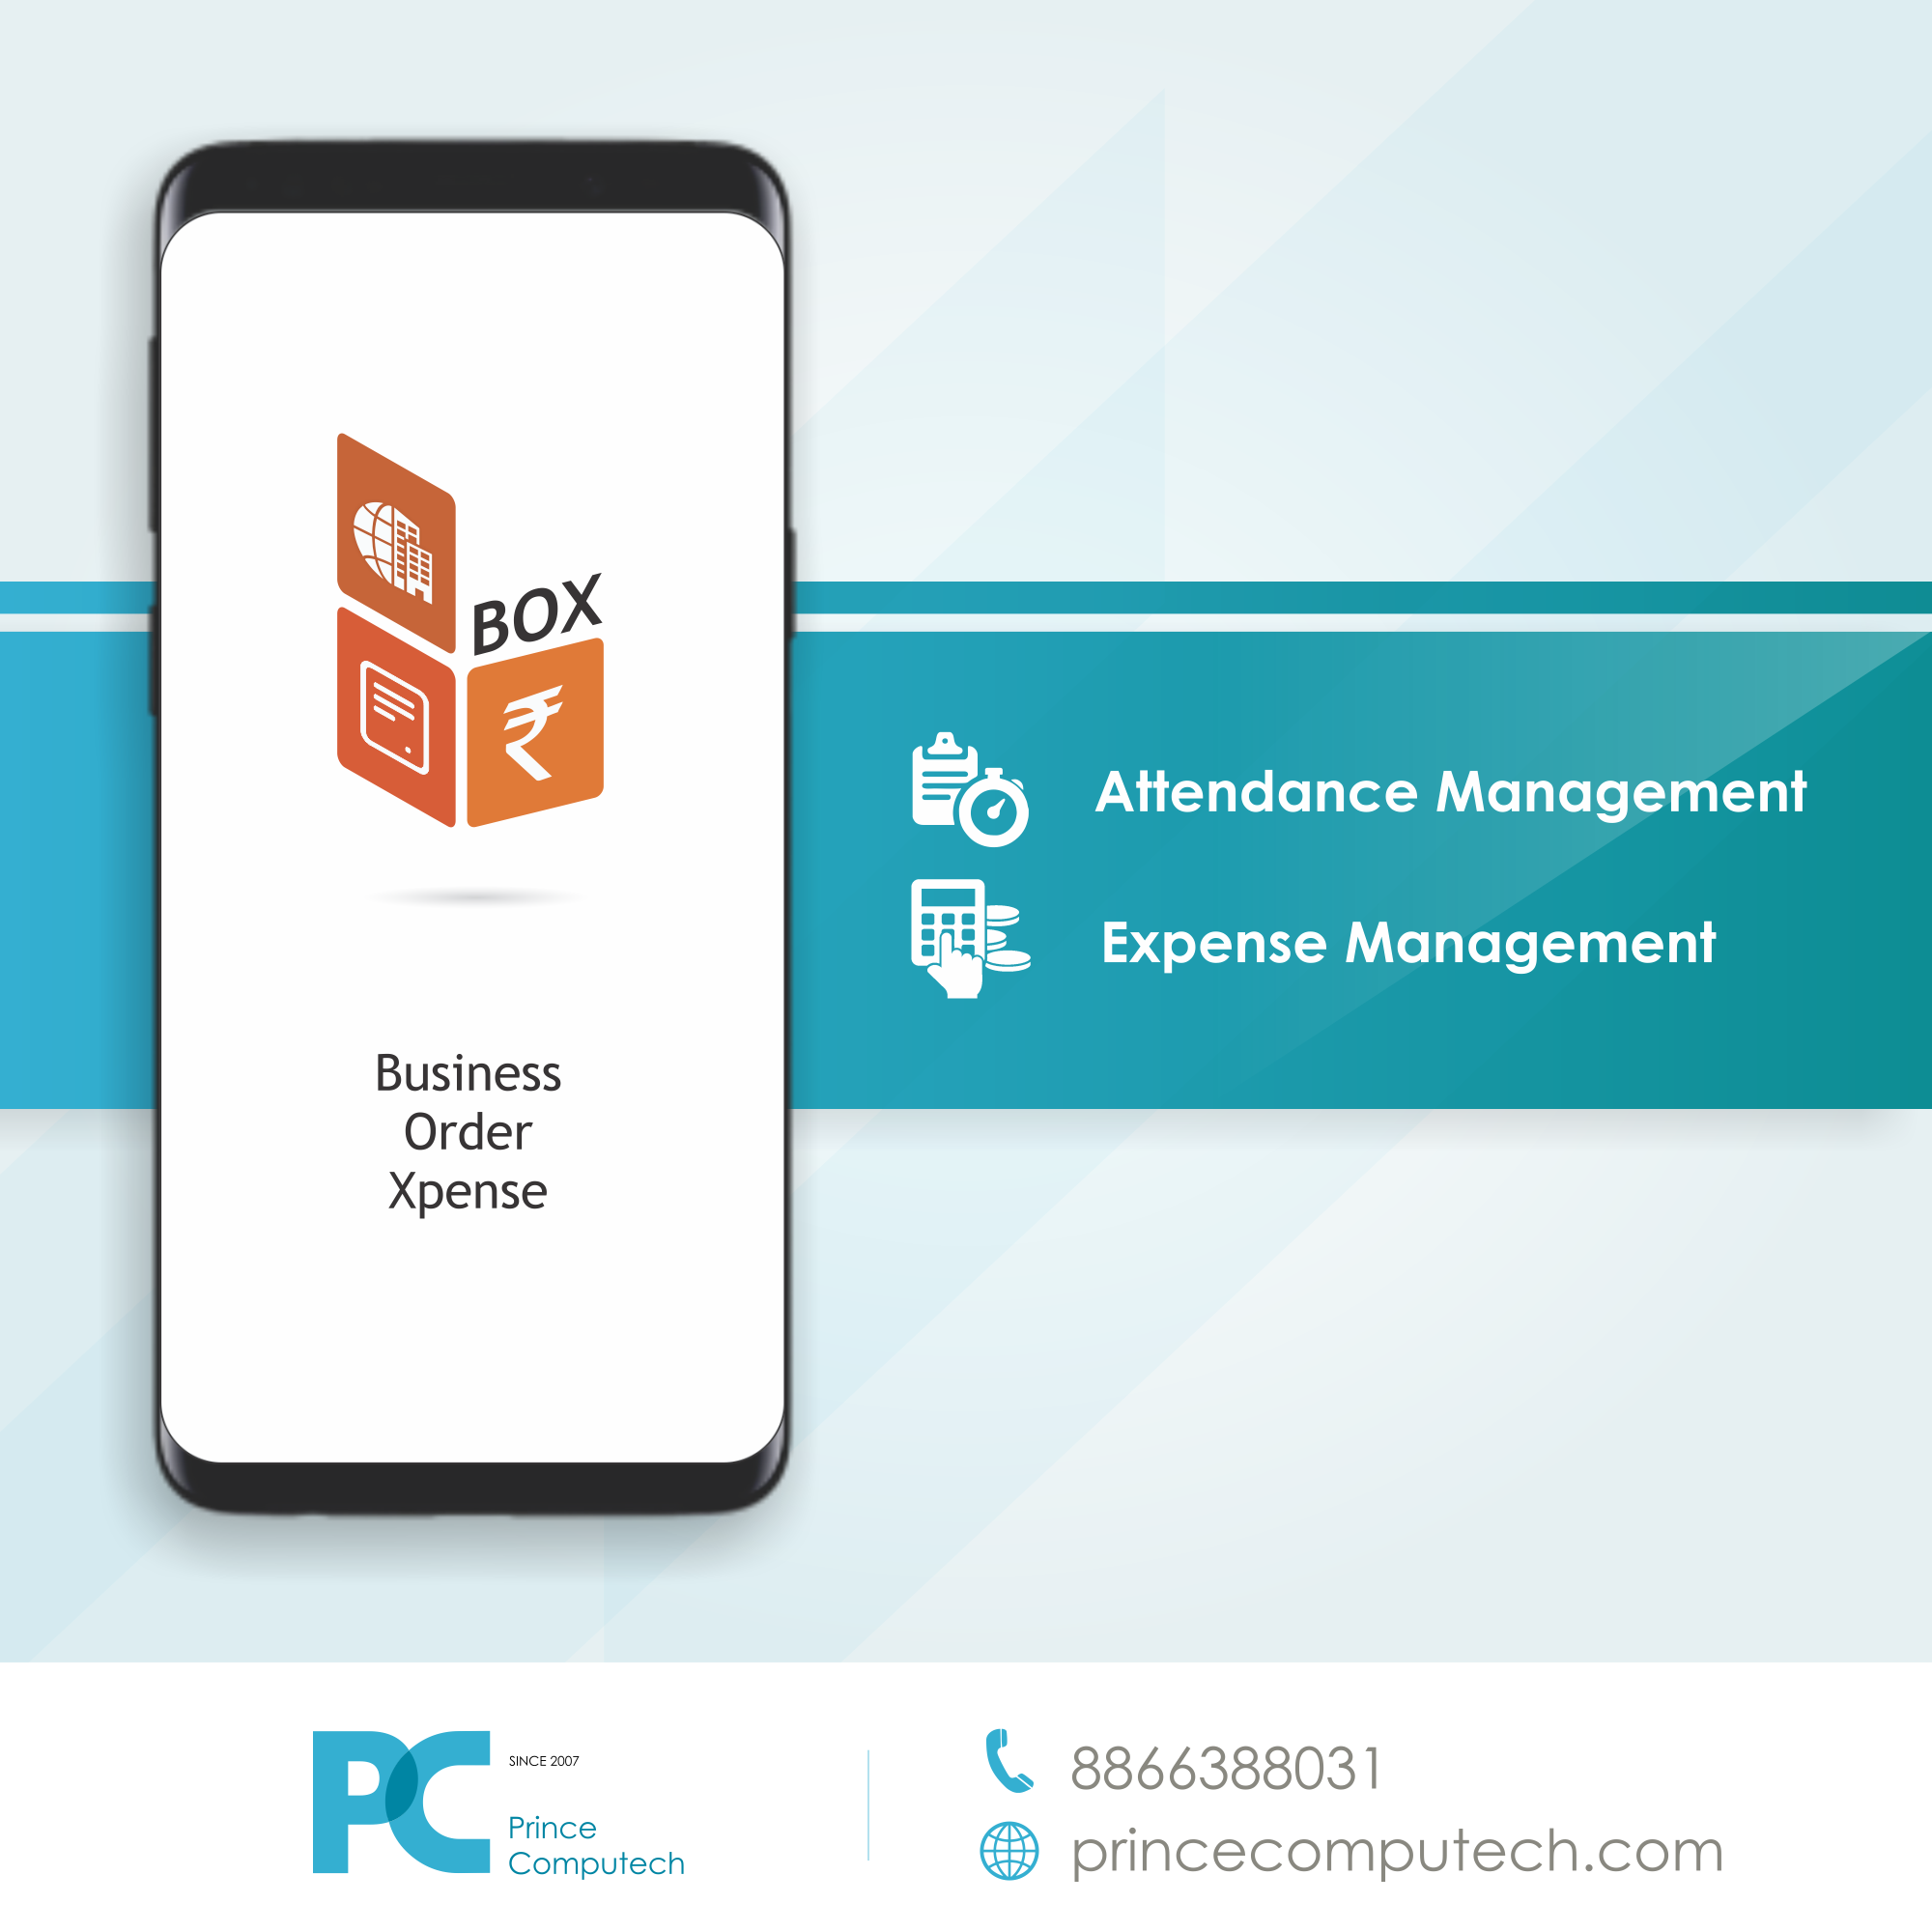 BOX
₹
Business
Order
Xpense
Attendance Management
Expense Management
PC
SINCE 2007
Prince
Computech
8866388031
princecomputech.com